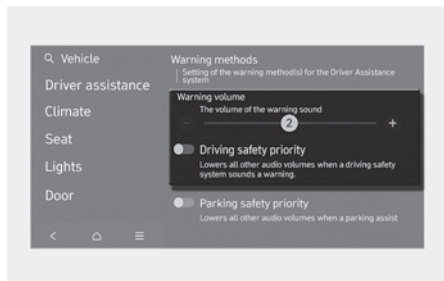 Vehicle
Driver assistance
Climate
Seat
Lights
Door
Warning methods
Setting of the warning method(s) for the Driver Assistance
system
Warning volume
The volume of the warning sound
− 2 +
Driving safety priority
Lowers all other audio volumes when a driving safety
system sounds a warning.
Parking safety priority
Lowers all other audio volumes when a parking assist